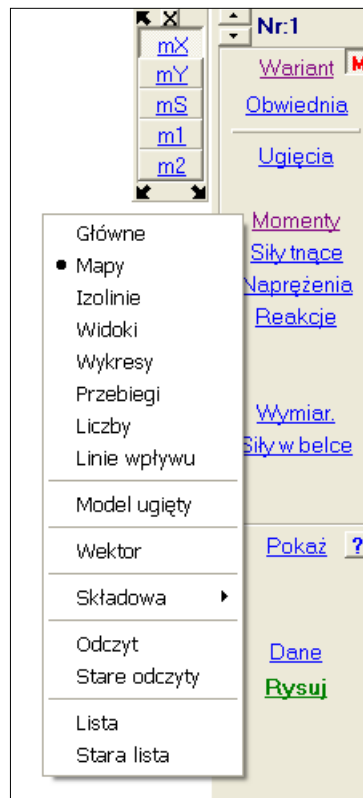 X
mX
mY
mS
m1
m2
Nr:1
Wariant M
Obwiednia
Ugięcia
Momenty
Siły tnące
Naprężenia
Reakcje
Wymiar.
Siły w belce
Pokaż ?
Dane
Rysuj
Główne
Mapy
Izolinie
Widoki
Wykresy
Przebiegi
Liczby
Linie wpływu
Model ugięty
Wektor
Składowa
Odczyt
Stare odczyty
Lista
Stara lista